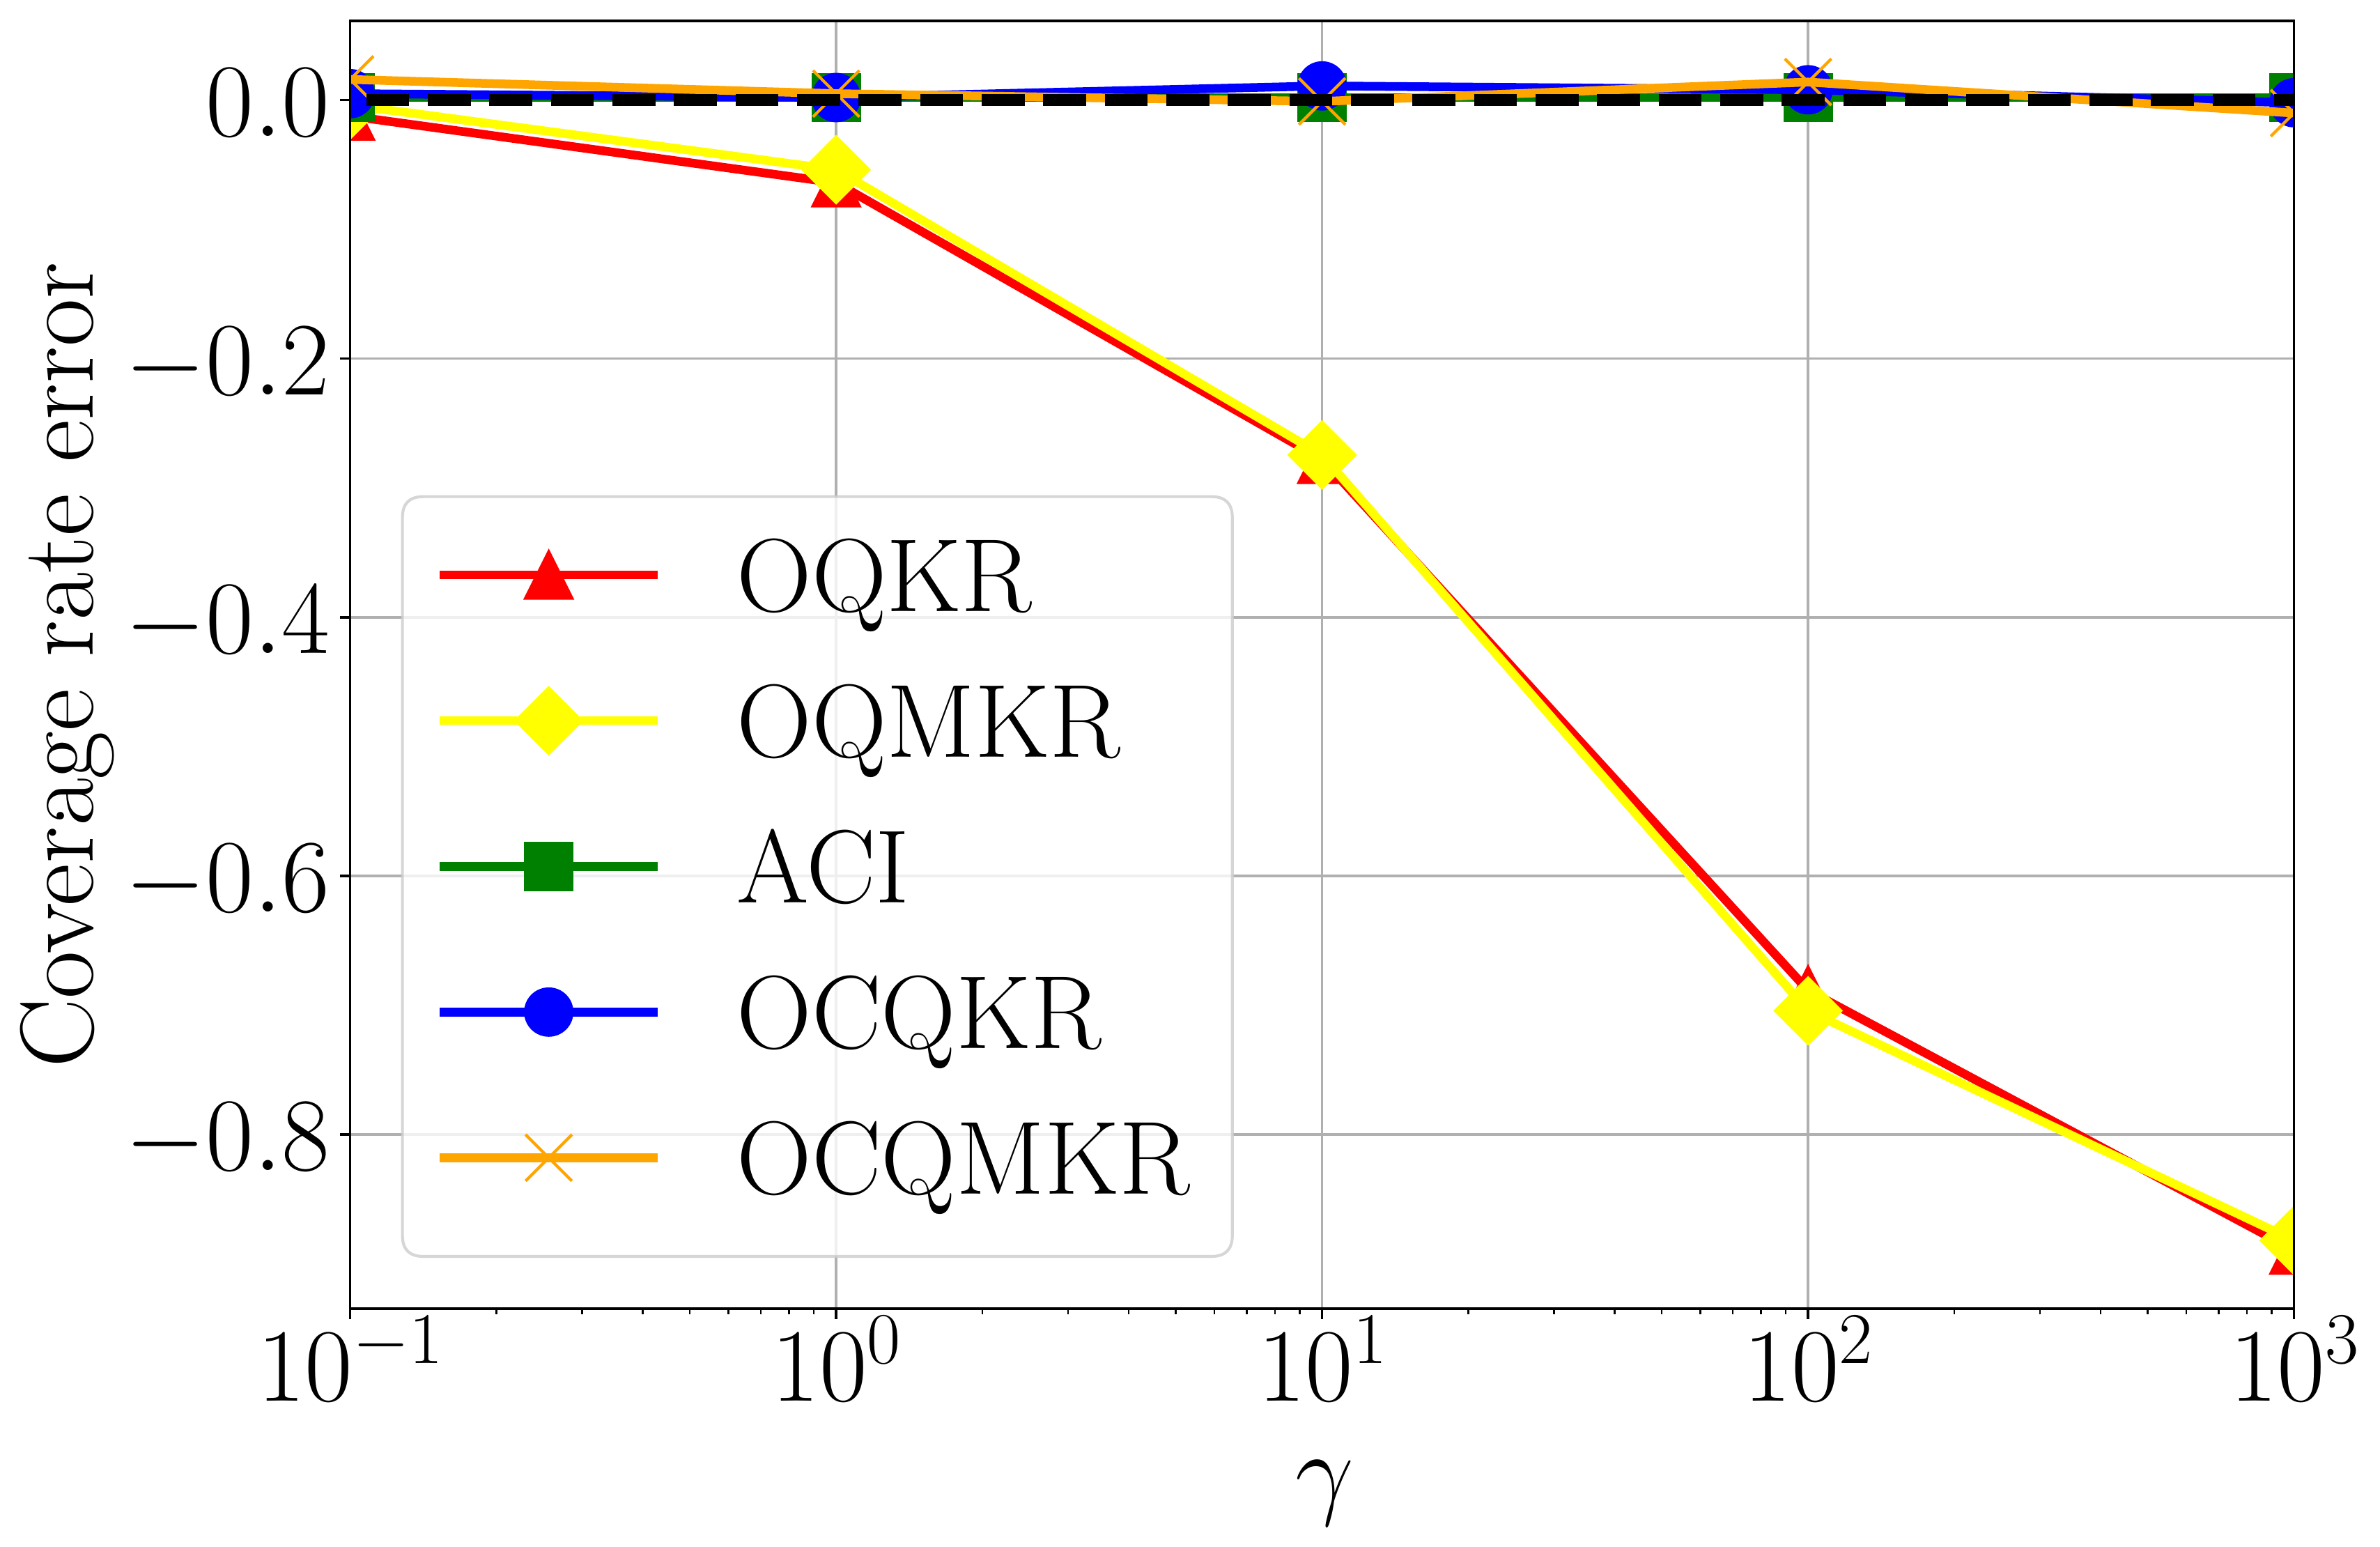 Coverage rate error
0.0
−0.2
−0.4
−0.6
−0.8
OQKR
OQMKR
ACI
OCQKR
OCQMKR
10⁻¹ 10⁰ 10¹ 10² 10³
γ